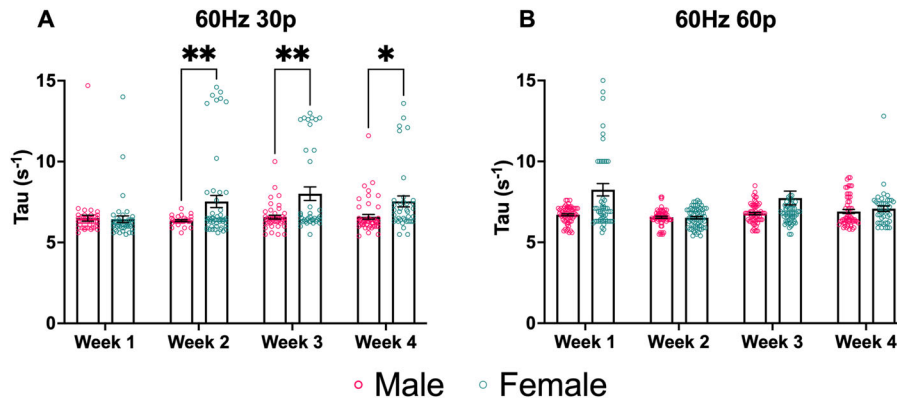 A 60Hz 30p
** ** *
Tau (s⁻¹)
15
10
5
0
Week 1 Week 2 Week 3 Week 4
B 60Hz 60p
Tau (s⁻¹)
15
10
5
0
Week 1 Week 2 Week 3 Week 4
Male Female